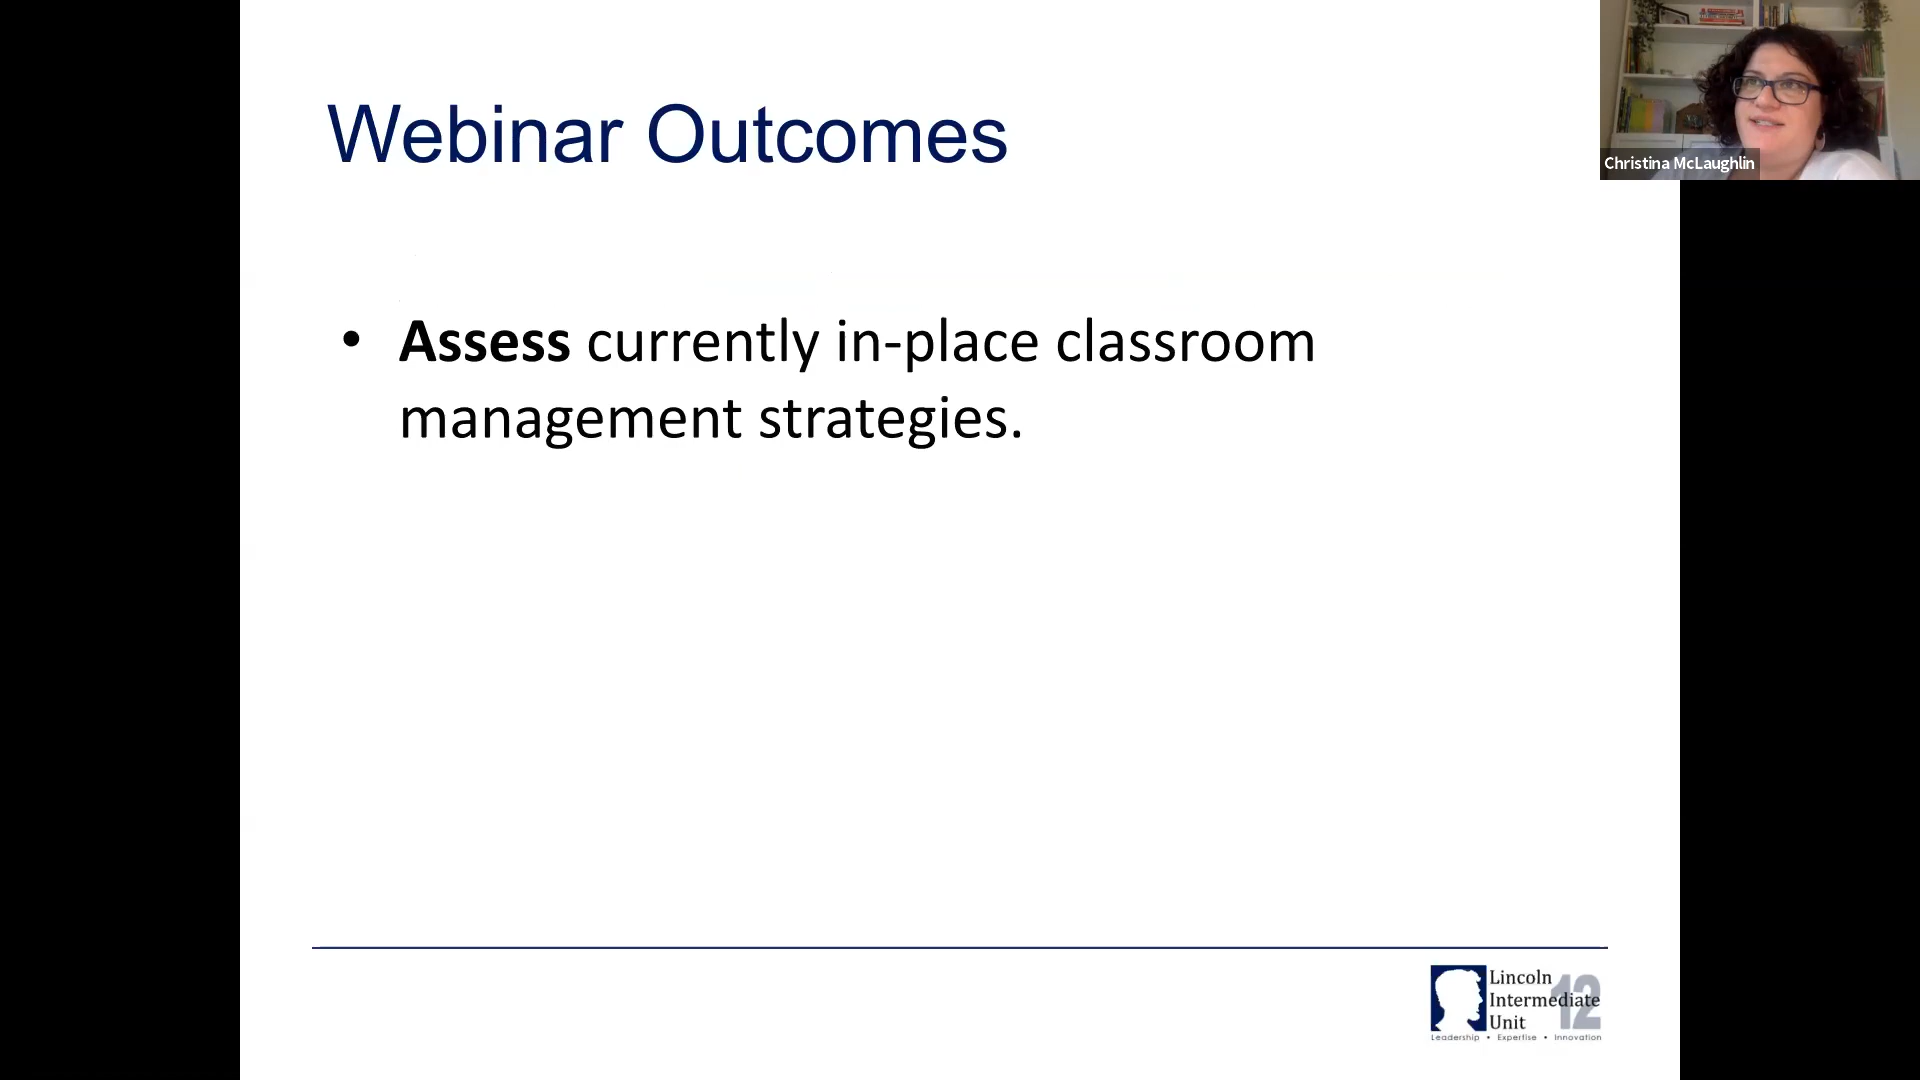 Webinar Outcomes
Christina McLaughlin
• Assess currently in-place classroom
management strategies.
Lincoln
Intermediate
Unit
12
Leadership • Expertise • Innovation